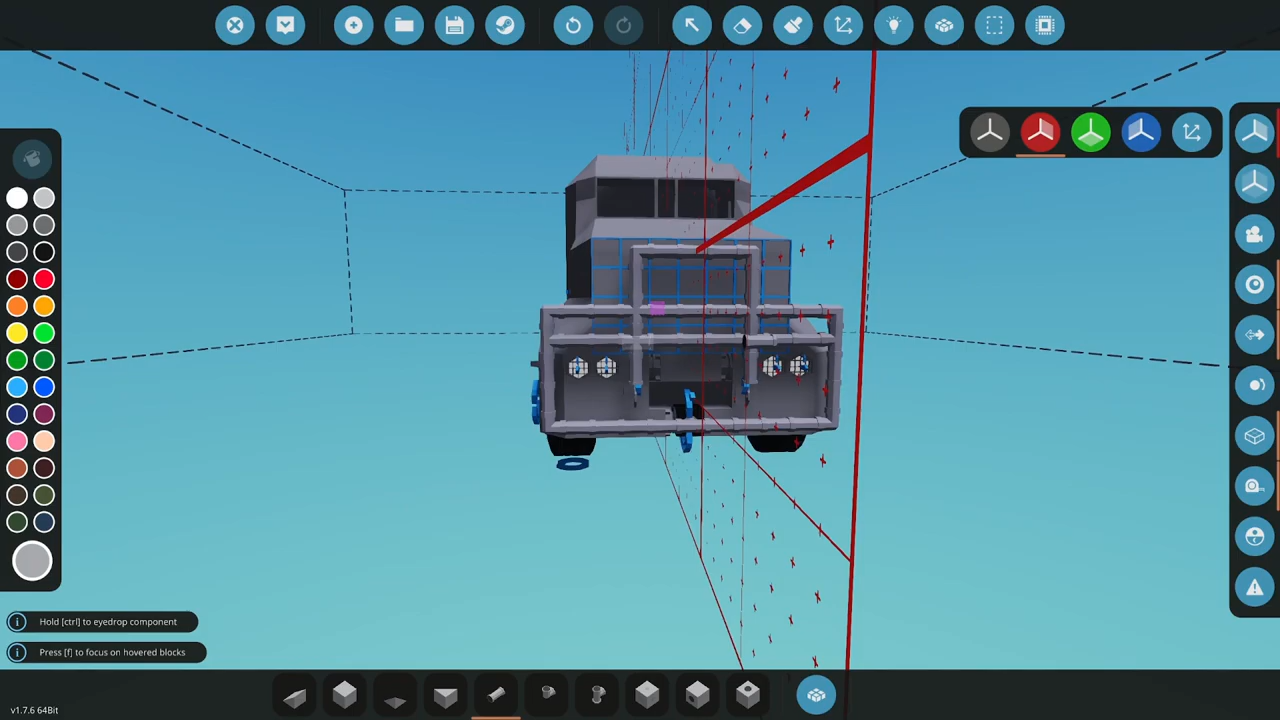 Hold [ctrl] to eyedrop component
Press [f] to focus on hovered blocks
v1.7.6 64Bit